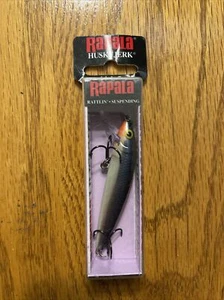 RAPALA
HUSKY JERK
RAPALA
RATTLIN' • SUSPENDING